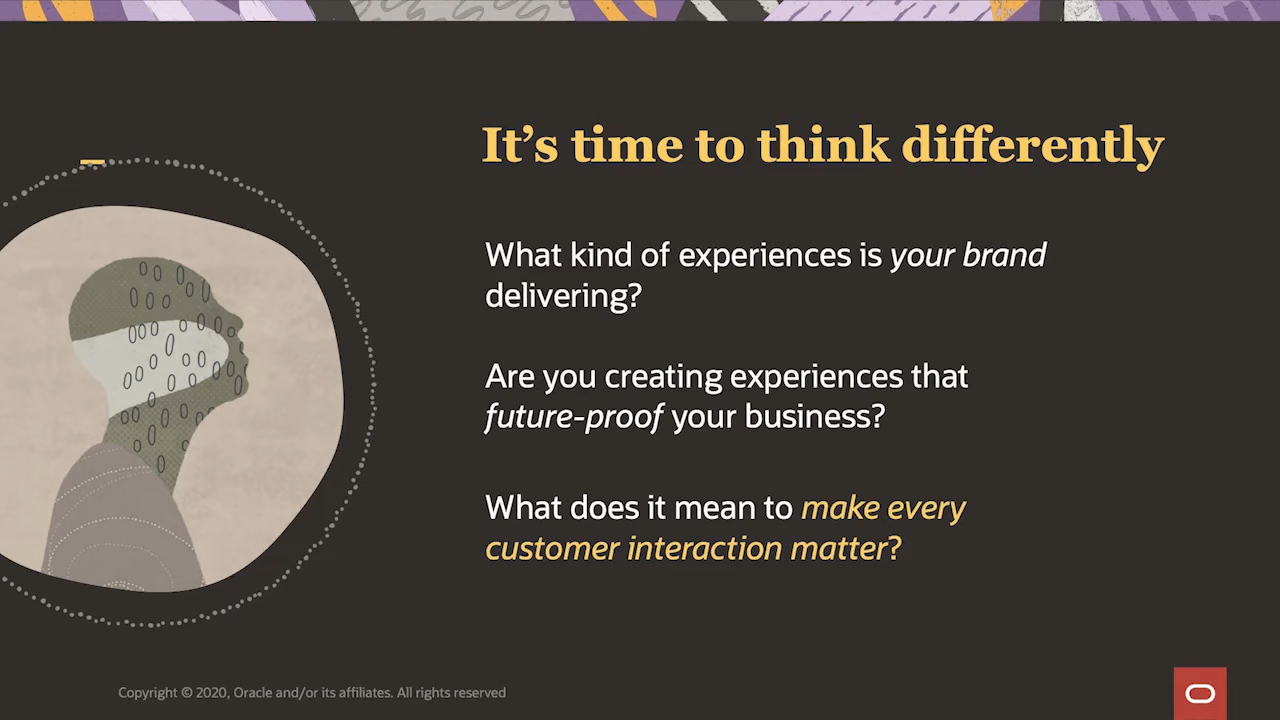 It’s time to think differently
What kind of experiences is your brand
delivering?
Are you creating experiences that
future-proof your business?
What does it mean to make every
customer interaction matter?
Copyright © 2020, Oracle and/or its affiliates. All rights reserved